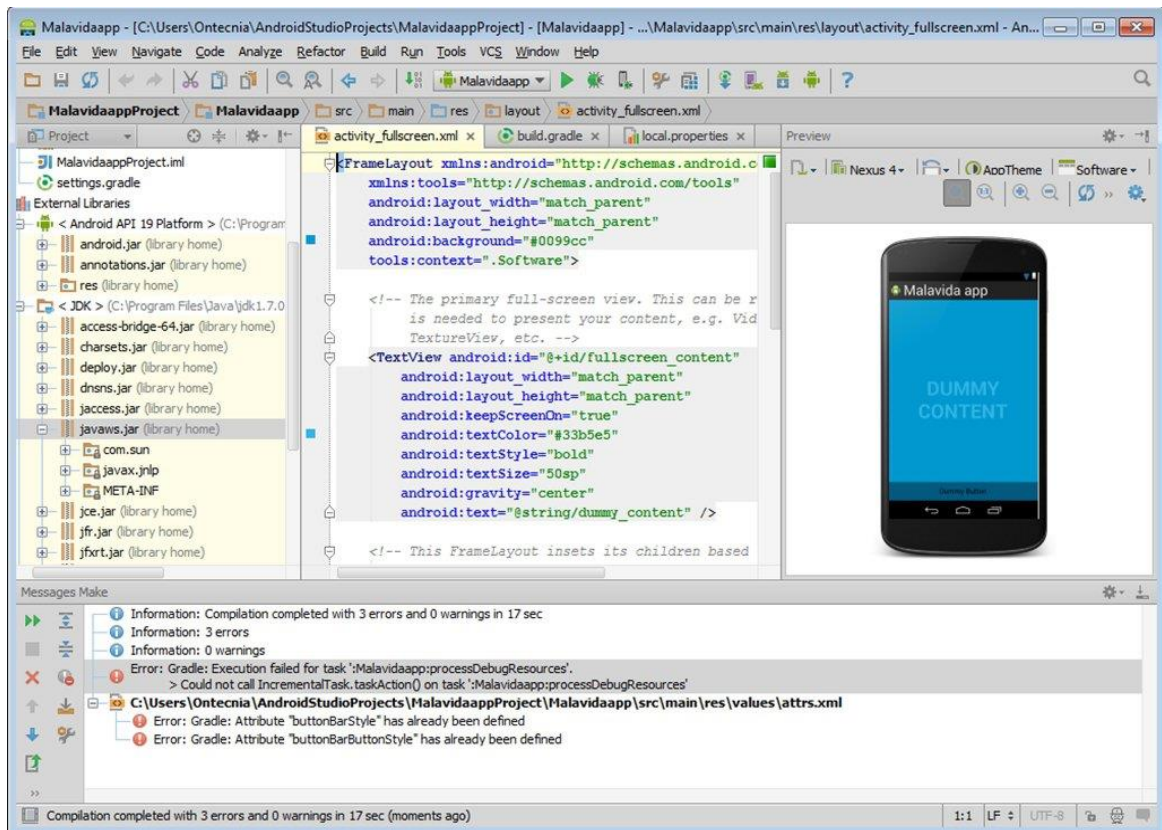 Malavidaapp - [C:\Users\Ontecnia\AndroidStudioProjects\MalavidaappProject] - [Malavidaapp] - ...\Malavidaapp\src\main\res\layout\activity_fullscreen.xml - An...
File Edit View Navigate Code Analyze Refactor Build Run Tools VCS Window Help
Malavidaapp
MalavidaappProject Malavidaapp src main res layout activity_fullscreen.xml
Project
activity_fullscreen.xml build.gradle local.properties
Preview
MalavidaappProject.iml
settings.gradle
External Libraries
< Android API 19 Platform > (C:\Program
android.jar (library home)
annotations.jar (library home)
res (library home)
< JDK > (C:\Program Files\Java\jdk1.7.0
access-bridge-64.jar (library home)
charsets.jar (library home)
deploy.jar (library home)
dnsns.jar (library home)
jaccess.jar (library home)
javaws.jar (library home)
com.sun
javax.jnlp
META-INF
jce.jar (library home)
jfr.jar (library home)
jfxrt.jar (library home)
<FrameLayout xmlns:android="http://schemas.android.c
xmlns:tools="http://schemas.android.com/tools"
android:layout_width="match_parent"
android:layout_height="match_parent"
android:background="#0099cc"
tools:context=".Software">
<!-- The primary full-screen view. This can be r
is needed to present your content, e.g. Vid
TextureView, etc. -->
<TextView android:id="@+id/fullscreen_content"
android:layout_width="match_parent"
android:layout_height="match_parent"
android:keepScreenOn="true"
android:textColor="#33b5e5"
android:textStyle="bold"
android:textSize="50sp"
android:gravity="center"
android:text="@string/dummy_content" />
<!-- This FrameLayout insets its children based
Nexus 4 AppTheme Software
Malavida app
DUMMY
CONTENT
Dummy Button
Messages Make
Information: Compilation completed with 3 errors and 0 warnings in 17 sec
Information: 3 errors
Information: 0 warnings
Error: Gradle: Execution failed for task ':Malavidaapp:processDebugResources'.
> Could not call IncrementalTask.taskAction() on task ':Malavidaapp:processDebugResources'
C:\Users\Ontecnia\AndroidStudioProjects\MalavidaappProject\Malavidaapp\src\main\res\values\attrs.xml
Error: Gradle: Attribute "buttonBarStyle" has already been defined
Error: Gradle: Attribute "buttonBarButtonStyle" has already been defined
Compilation completed with 3 errors and 0 warnings in 17 sec (moments ago)
1:1 LF UTF-8